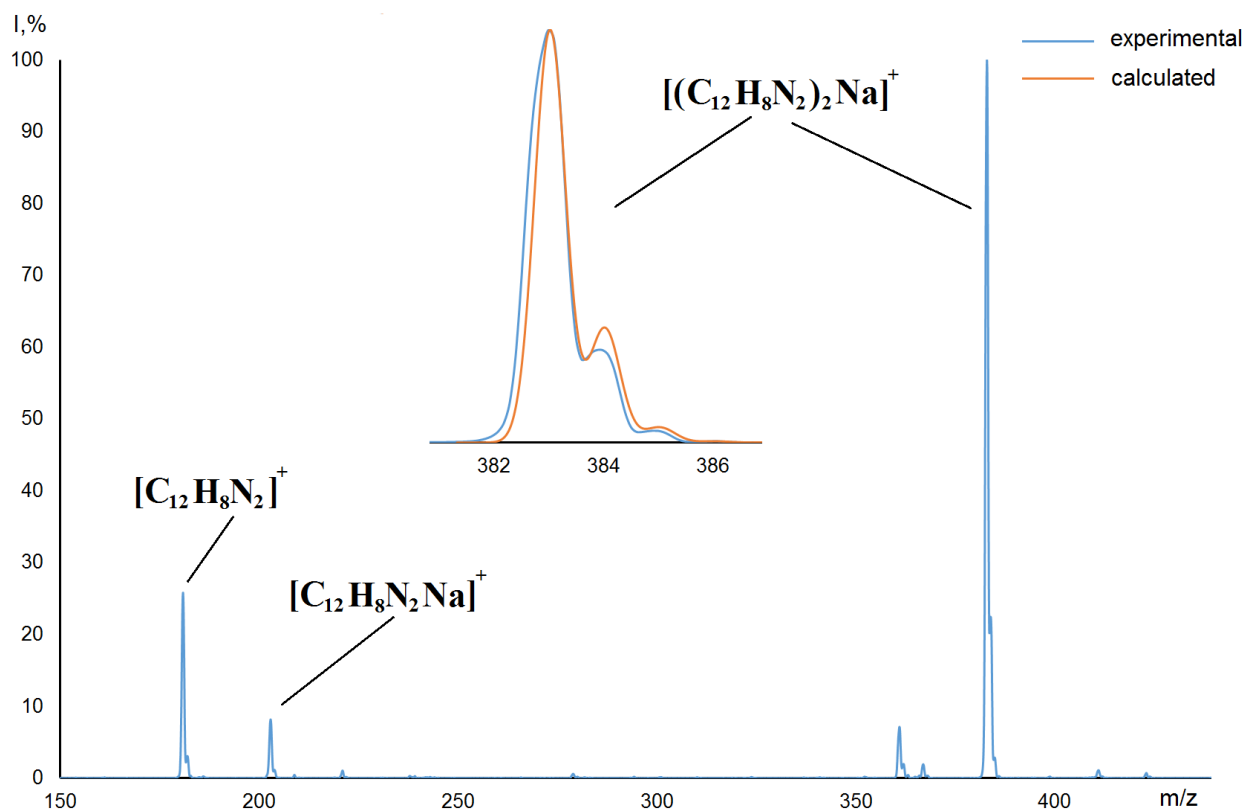 I,%
experimental
calculated
[(C₁₂H₈N₂)₂Na]⁺
[C₁₂H₈N₂]⁺
[C₁₂H₈N₂Na]⁺
100
90
80
70
60
50
40
30
20
10
0
382 384 386
150 200 250 300 350 400 m/z